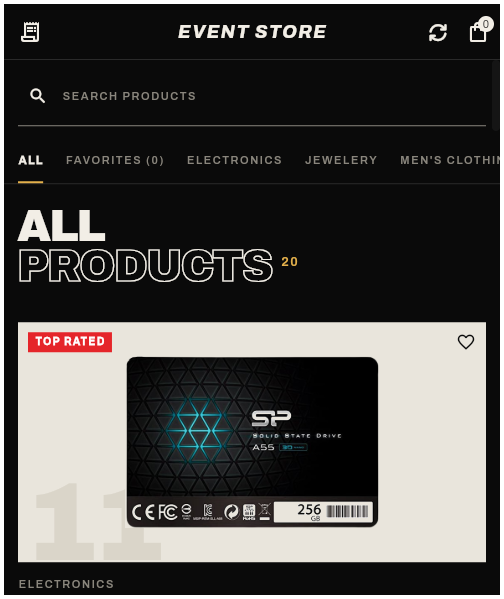 EVENT STORE
0
SEARCH PRODUCTS
ALL FAVORITES (0) ELECTRONICS JEWELERY MEN'S CLOTHIN
ALL
PRODUCTS 20
TOP RATED
SP
Solid State Drive
A55
256
GB
11
ELECTRONICS